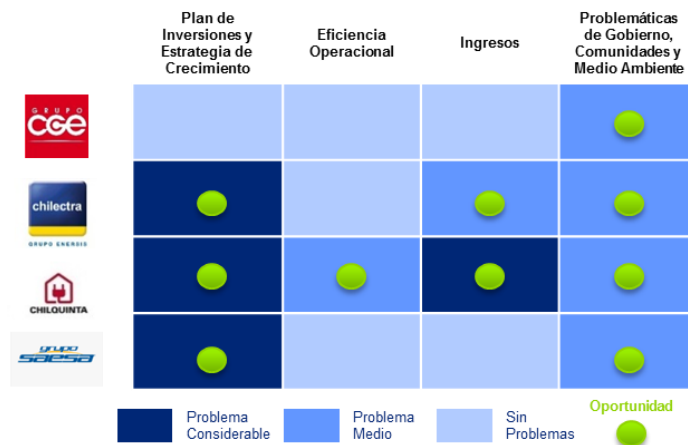 Plan de
Inversiones y
Estrategia de
Crecimiento
Eficiencia
Operacional
Ingresos
Problemáticas
de Gobierno,
Comunidades y
Medio Ambiente
GRUPO
CGE
chilectra
GRUPO ENERSIS
CHILQUINTA
grupo
saesa
Problema
Considerable
Problema
Medio
Sin
Problemas
Oportunidad